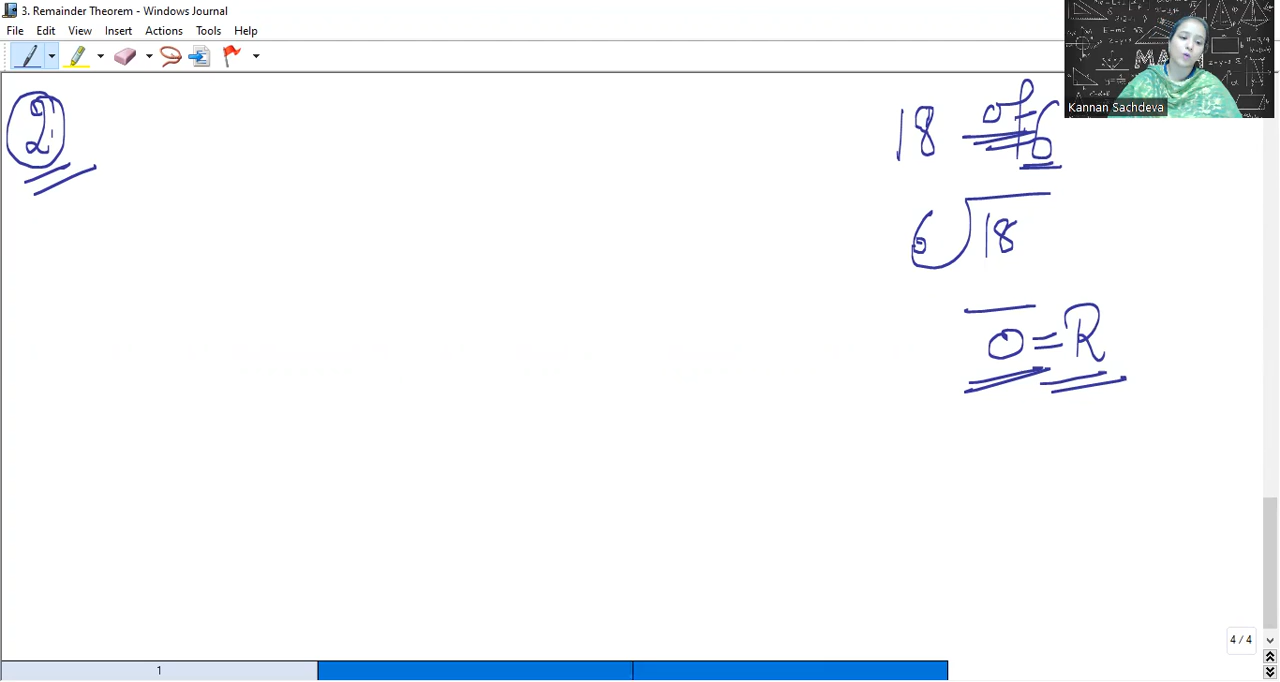 3. Remainder Theorem - Windows Journal
File Edit View Insert Actions Tools Help
Kannan Sachdeva
2
18 of 6
6 18
0 = R
4 / 4
1